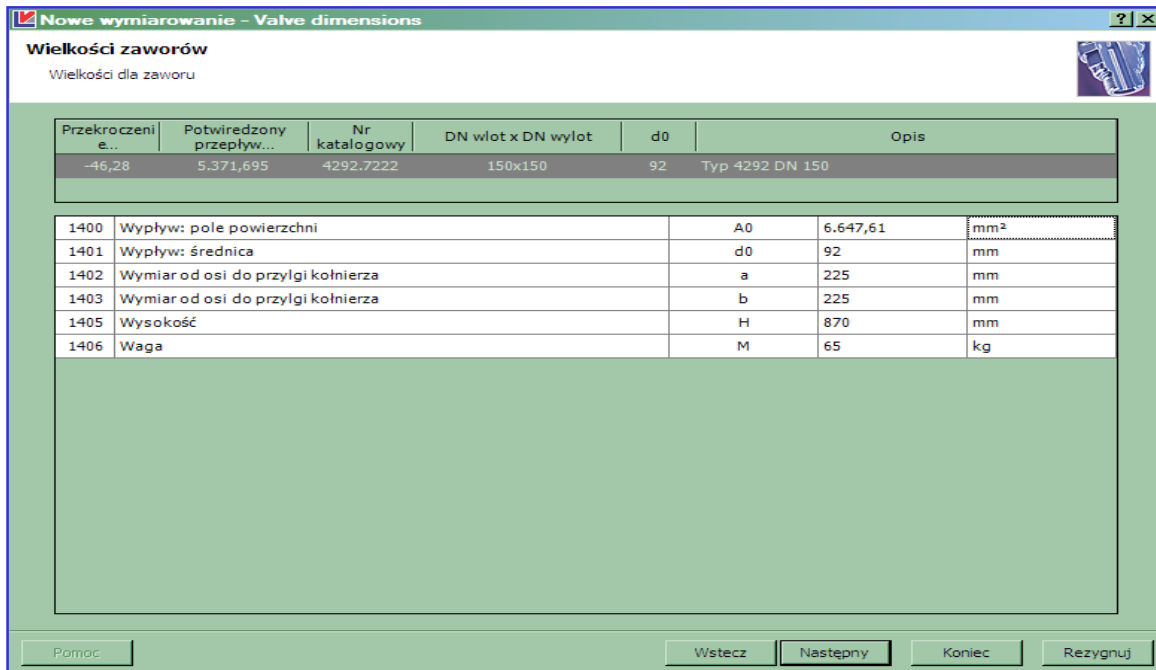 Nowe wymiarowanie - Valve dimensions
Wielkości zaworów
Wielkości dla zaworu
Przekroczeni e... Potwiredzony przepływ... Nr katalogowy DN wlot x DN wylot d0 Opis
-46,28 5.371,695 4292.7222 150x150 92 Typ 4292 DN 150
1400 Wypływ: pole powierzchni A0 6.647,61 mm²
1401 Wypływ: średnica d0 92 mm
1402 Wymiar od osi do przylgi kołnierza a 225 mm
1403 Wymiar od osi do przylgi kołnierza b 225 mm
1405 Wysokość H 870 mm
1406 Waga M 65 kg
Pomoc Wstecz Następny Koniec Rezygnuj